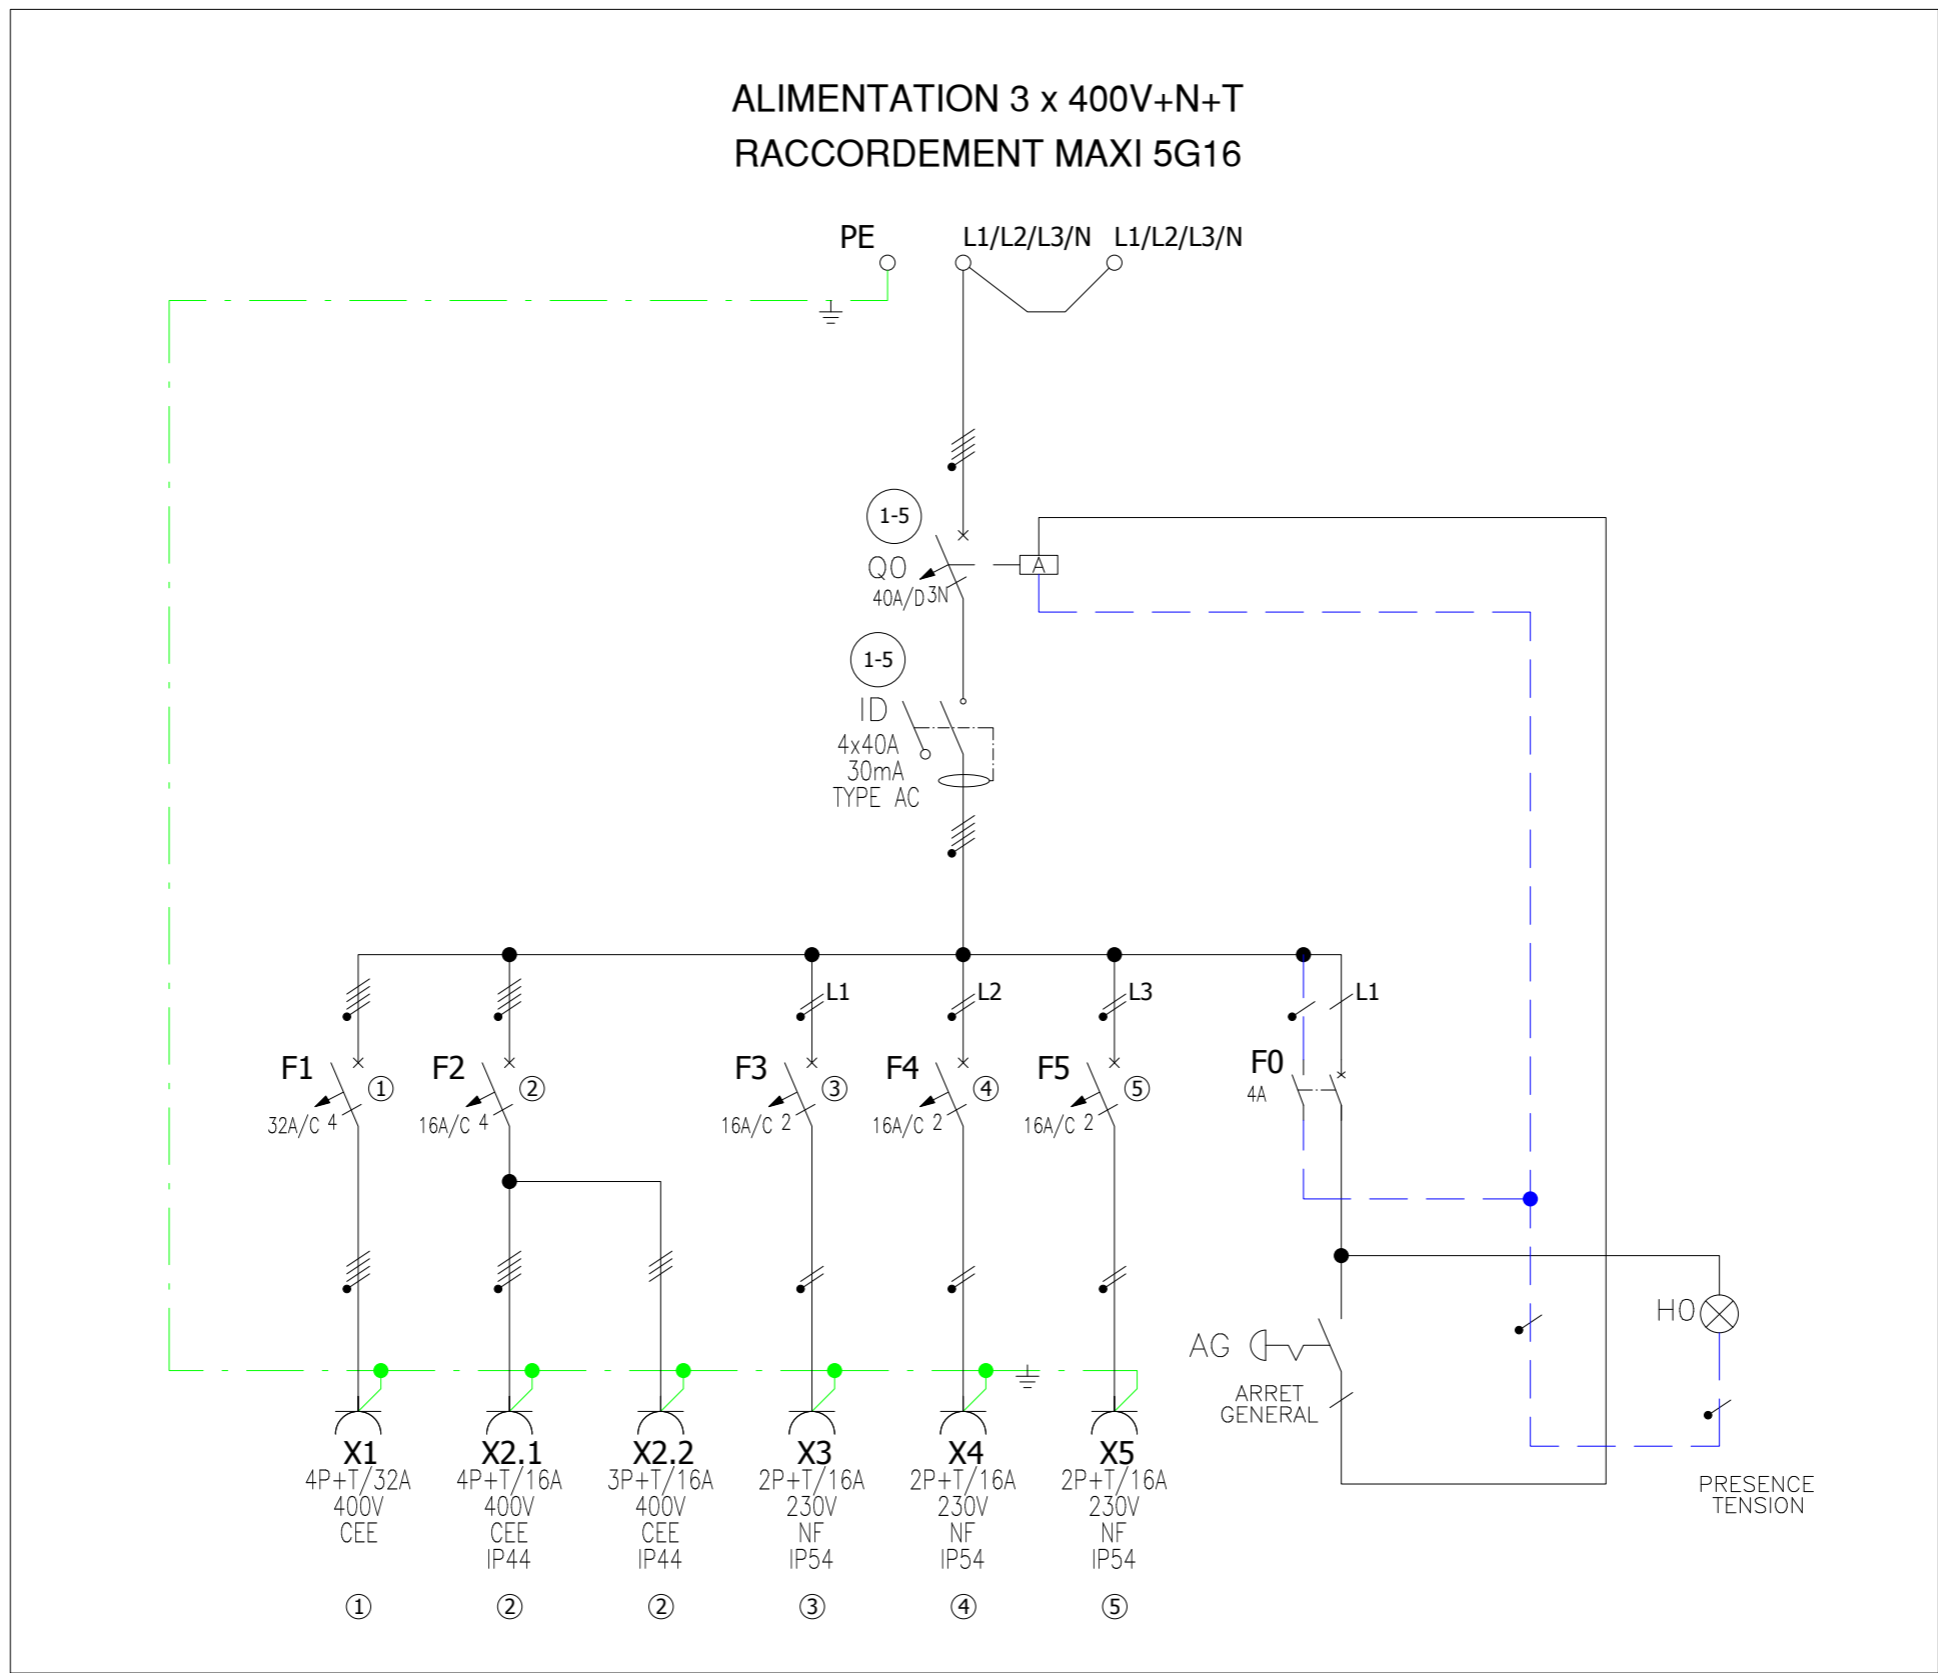 ALIMENTATION 3 x 400V+N+T
RACCORDEMENT MAXI 5G16
PE
L1/L2/L3/N
L1/L2/L3/N
1-5
Q0
40A/D
3N
A
1-5
ID
4x40A
30mA
TYPE AC
L1
L2
L3
L1
F1
①
32A/C
4
F2
②
16A/C
4
F3
③
16A/C
2
F4
④
16A/C
2
F5
⑤
16A/C
2
F0
4A
AG
ARRET
GENERAL
H0
PRESENCE
TENSION
X1
4P+T/32A
400V
CEE
①
X2.1
4P+T/16A
400V
CEE
IP44
②
X2.2
3P+T/16A
400V
CEE
IP44
②
X3
2P+T/16A
230V
NF
IP54
③
X4
2P+T/16A
230V
NF
IP54
④
X5
2P+T/16A
230V
NF
IP54
⑤